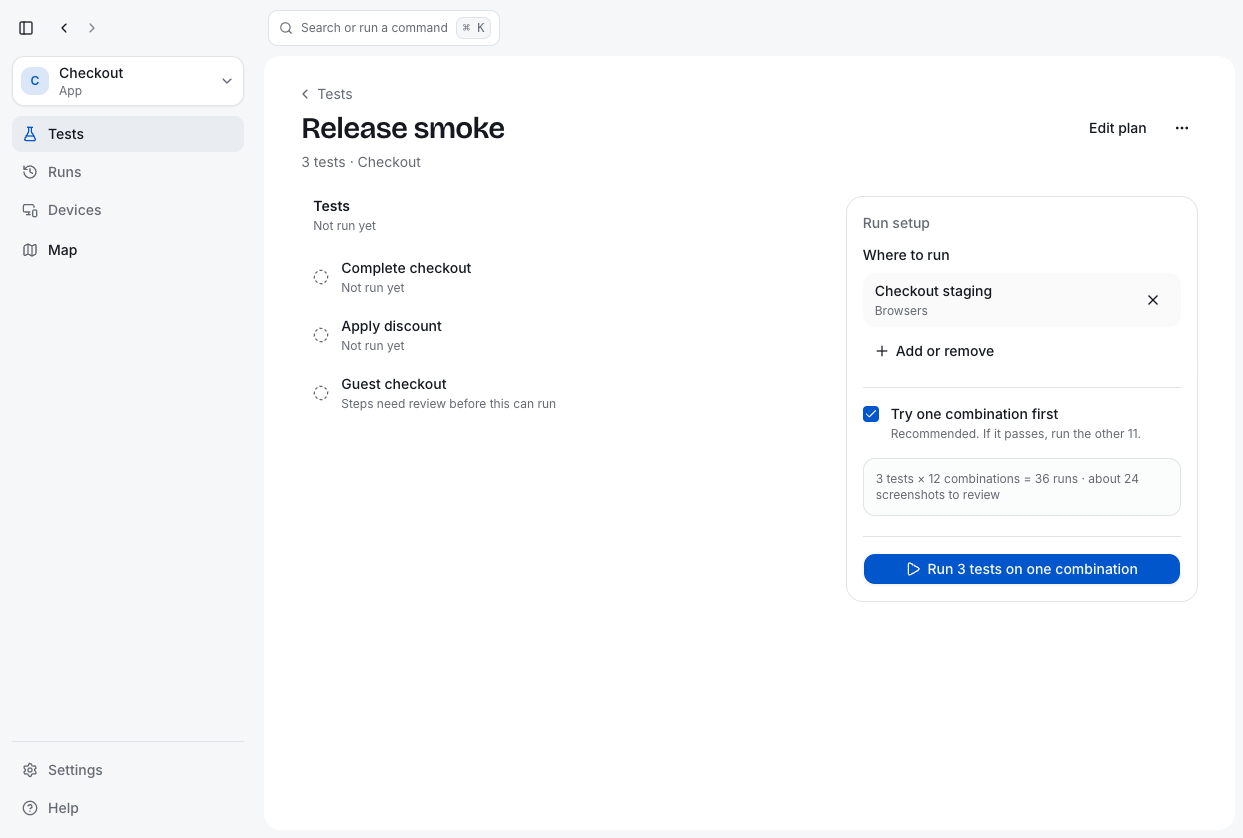 Search or run a command ⌘ K
C
Checkout
App
Tests
Runs
Devices
Map
Settings
Help
Tests
Release smoke
3 tests · Checkout
Edit plan
Tests
Not run yet
Complete checkout
Not run yet
Apply discount
Not run yet
Guest checkout
Steps need review before this can run
Run setup
Where to run
Checkout staging
Browsers
Add or remove
Try one combination first
Recommended. If it passes, run the other 11.
3 tests × 12 combinations = 36 runs · about 24
screenshots to review
Run 3 tests on one combination